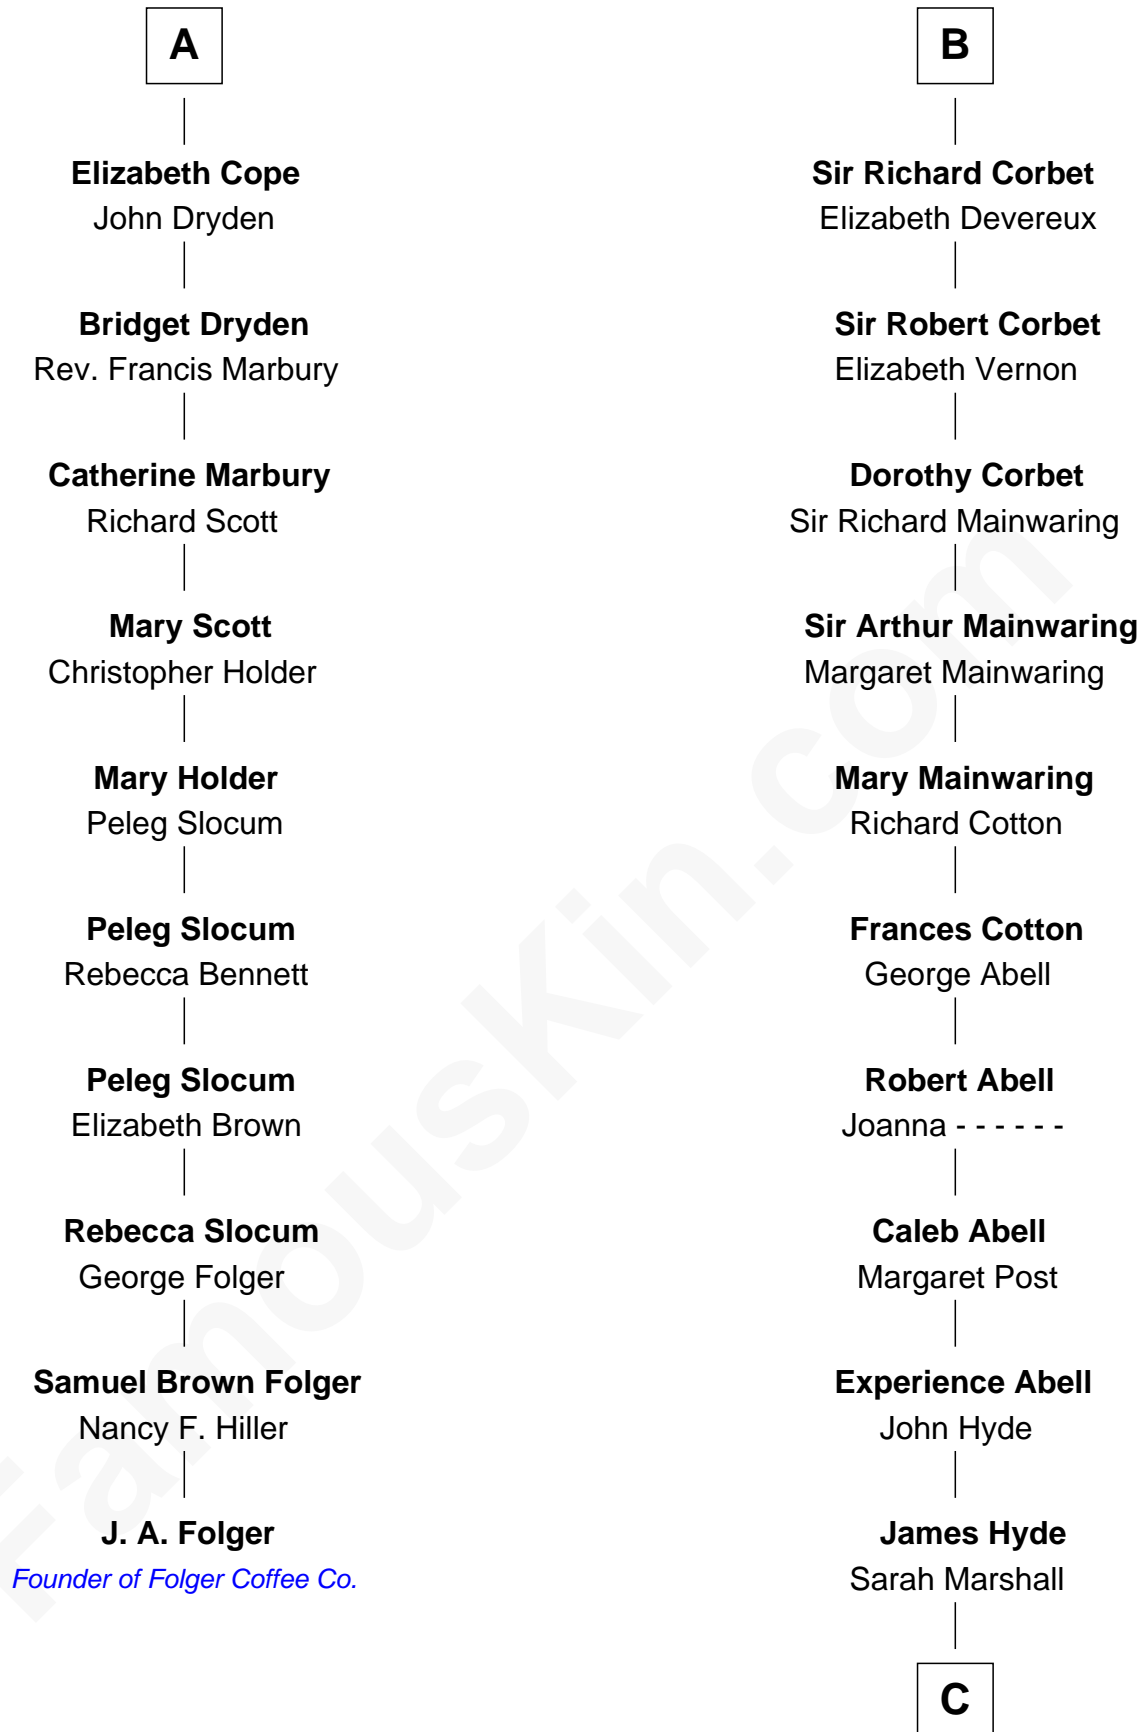 A
Elizabeth Cope
John Dryden
Bridget Dryden
Rev. Francis Marbury
Catherine Marbury
Richard Scott
Mary Scott
Christopher Holder
Mary Holder
Peleg Slocum
Peleg Slocum
Rebecca Bennett
Peleg Slocum
Elizabeth Brown
Rebecca Slocum
George Folger
Samuel Brown Folger
Nancy F. Hiller
J. A. Folger
Founder of Folger Coffee Co.
B
Sir Richard Corbet
Elizabeth Devereux
Sir Robert Corbet
Elizabeth Vernon
Dorothy Corbet
Sir Richard Mainwaring
Sir Arthur Mainwaring
Margaret Mainwaring
Mary Mainwaring
Richard Cotton
Frances Cotton
George Abell
Robert Abell
Joanna - - - - - -
Caleb Abell
Margaret Post
Experience Abell
John Hyde
James Hyde
Sarah Marshall
C
FamousKin.com